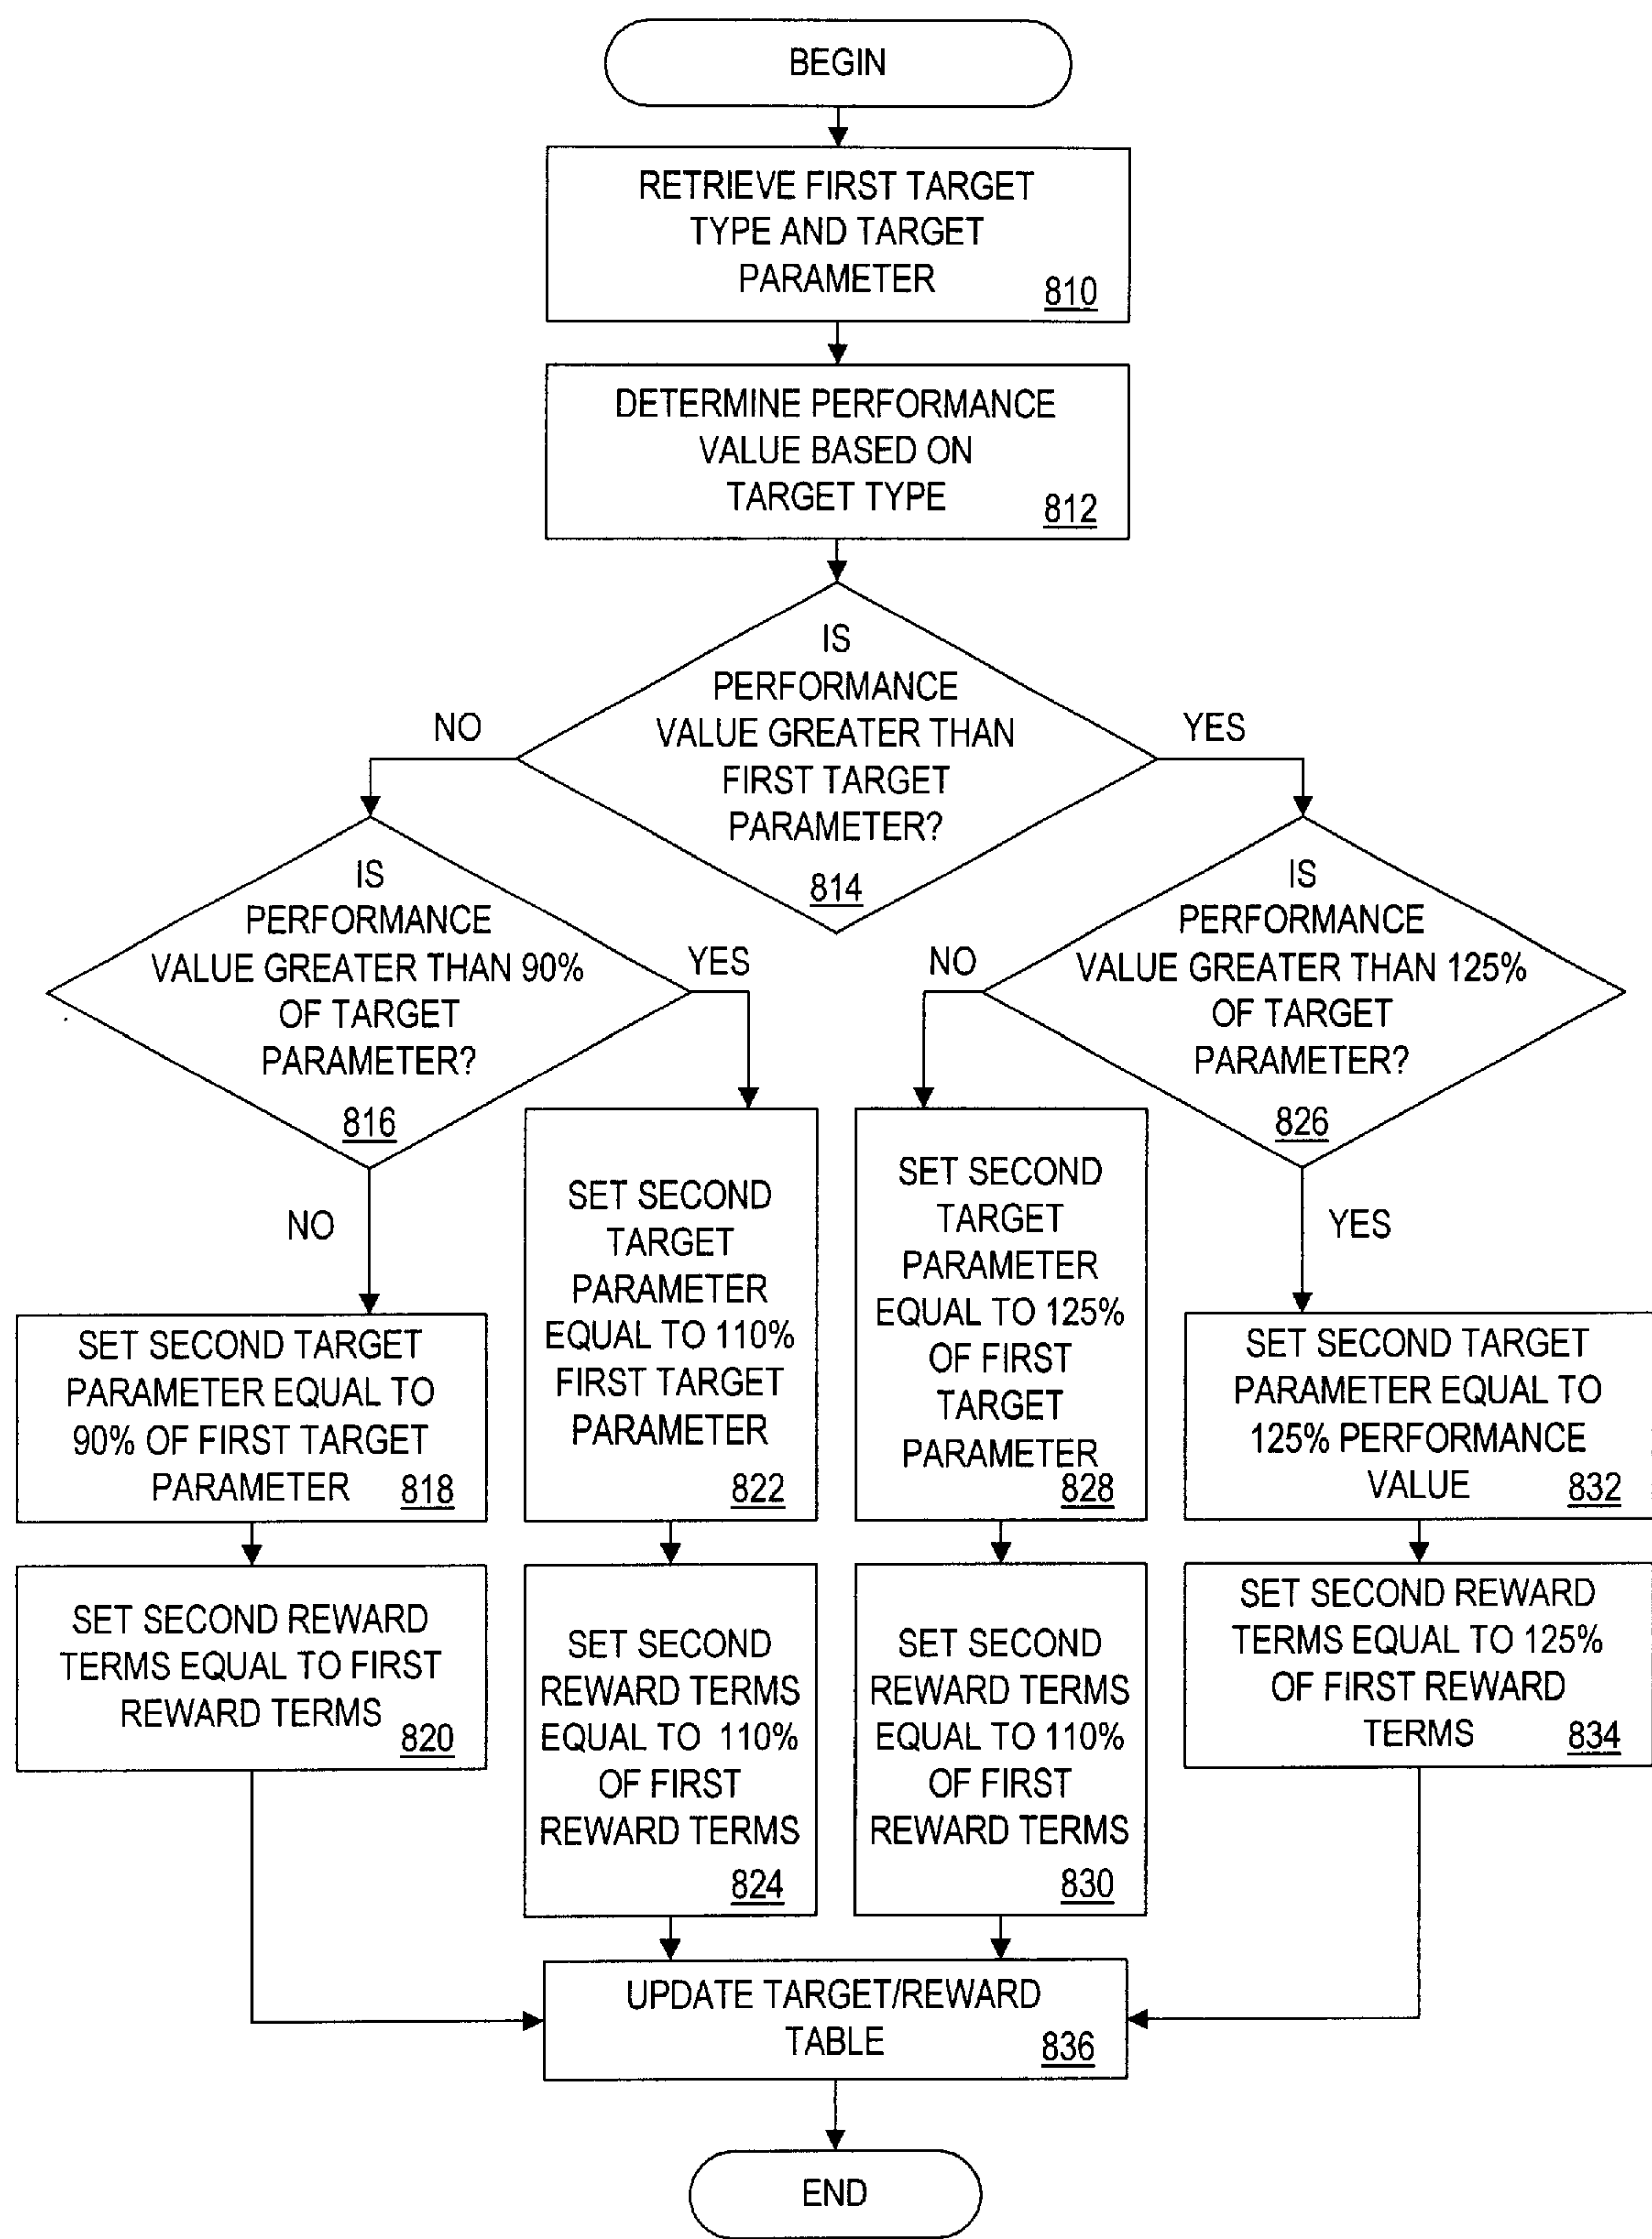 BEGIN
RETRIEVE FIRST TARGET
TYPE AND TARGET
PARAMETER
810
DETERMINE PERFORMANCE
VALUE BASED ON
TARGET TYPE
812
IS
PERFORMANCE
VALUE GREATER THAN
FIRST TARGET
PARAMETER?
814
NO
YES
IS
PERFORMANCE
VALUE GREATER THAN 90%
OF TARGET
PARAMETER?
816
YES
NO
IS
PERFORMANCE
VALUE GREATER THAN 125%
OF TARGET
PARAMETER?
826
NO
YES
SET SECOND TARGET
PARAMETER EQUAL TO
90% OF FIRST TARGET
PARAMETER
818
SET SECOND
TARGET
PARAMETER
EQUAL TO 110%
FIRST TARGET
PARAMETER
822
SET SECOND
TARGET
PARAMETER
EQUAL TO 125%
OF FIRST
TARGET
PARAMETER
828
SET SECOND TARGET
PARAMETER EQUAL TO
125% PERFORMANCE
VALUE
832
SET SECOND REWARD
TERMS EQUAL TO FIRST
REWARD TERMS
820
SET SECOND
REWARD TERMS
EQUAL TO 110%
OF FIRST
REWARD TERMS
824
SET SECOND
REWARD TERMS
EQUAL TO 110%
OF FIRST
REWARD TERMS
830
SET SECOND REWARD
TERMS EQUAL TO 125%
OF FIRST REWARD
TERMS
834
UPDATE TARGET/REWARD
TABLE
836
END